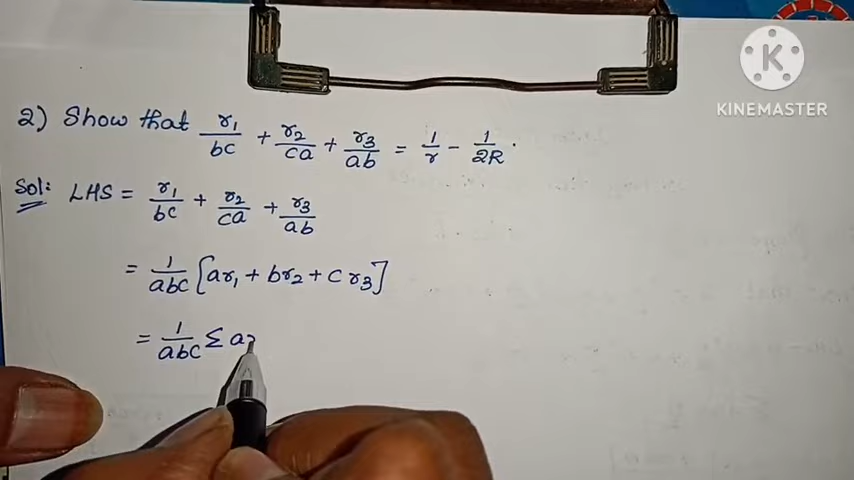 KINEMASTER
2) Show that r₁/bc + r₂/ca + r₃/ab = 1/r - 1/2R.
Sol: LHS = r₁/bc + r₂/ca + r₃/ab
= 1/abc [ar₁ + br₂ + cr₃]
= 1/abc Σ a